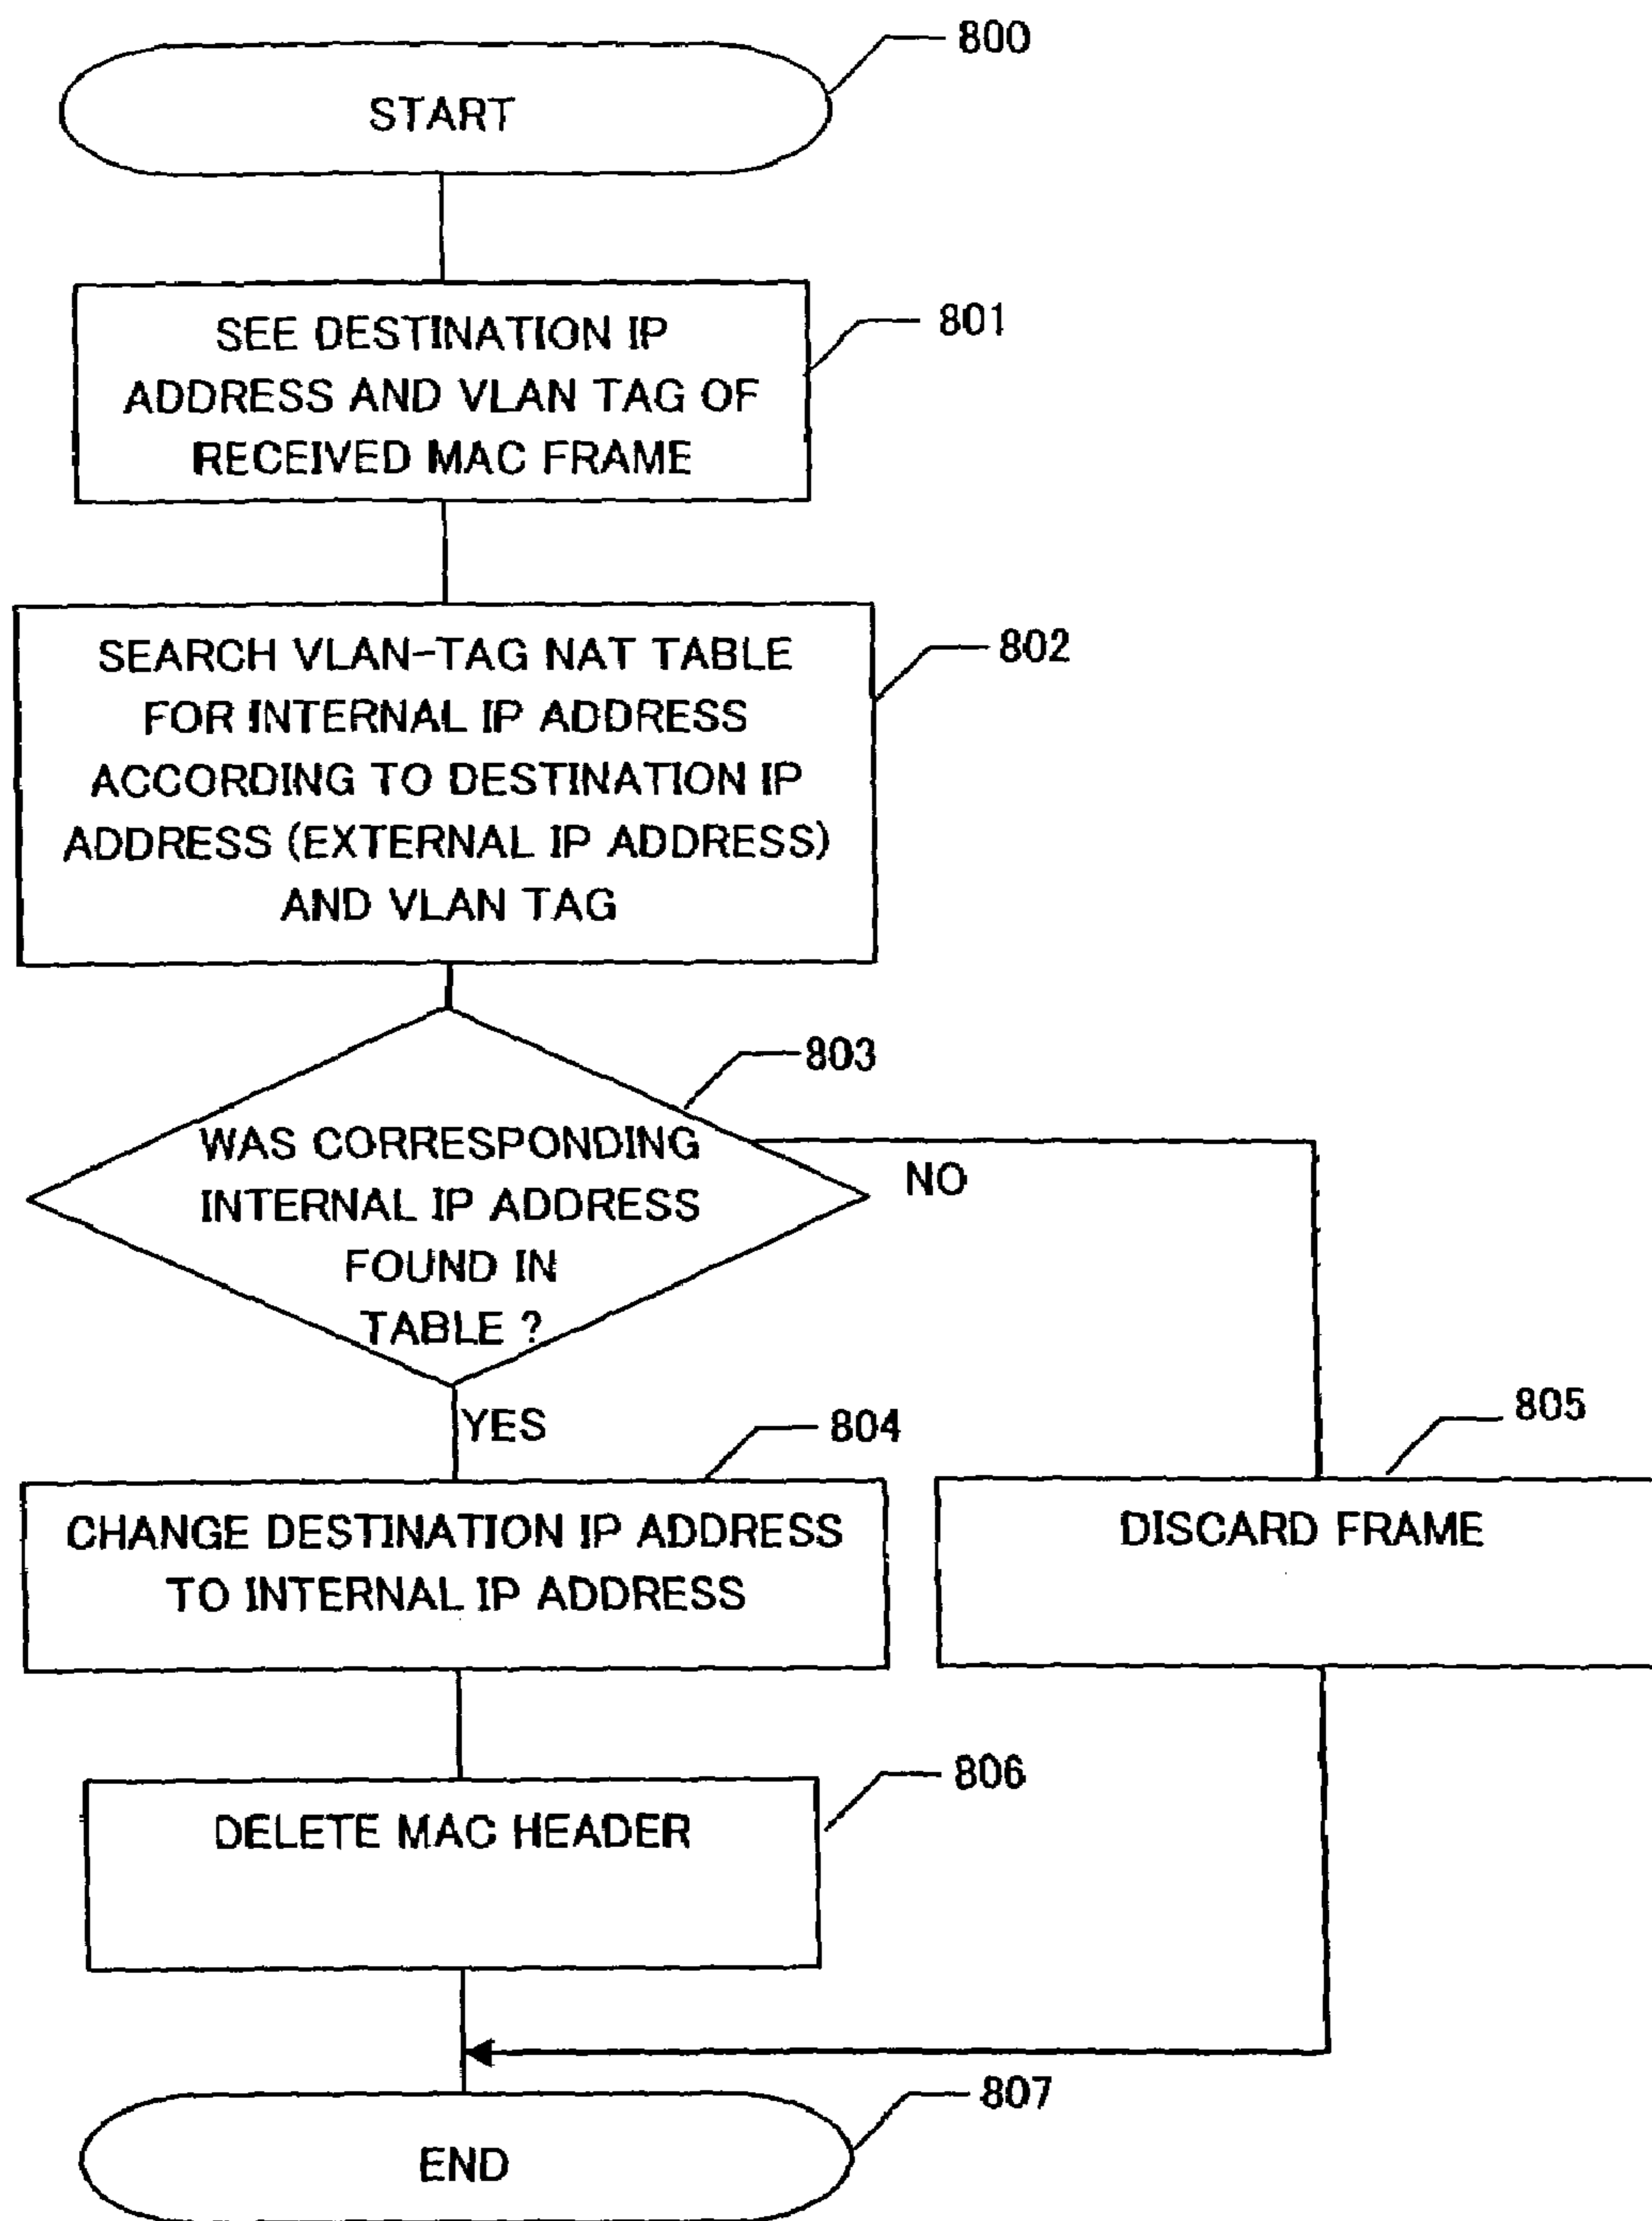 800
START
801
SEE DESTINATION IP
ADDRESS AND VLAN TAG OF
RECEIVED MAC FRAME
802
SEARCH VLAN-TAG NAT TABLE
FOR INTERNAL IP ADDRESS
ACCORDING TO DESTINATION IP
ADDRESS (EXTERNAL IP ADDRESS)
AND VLAN TAG
803
WAS CORRESPONDING
INTERNAL IP ADDRESS
FOUND IN
TABLE ?
NO
YES
804
CHANGE DESTINATION IP ADDRESS
TO INTERNAL IP ADDRESS
805
DISCARD FRAME
806
DELETE MAC HEADER
807
END